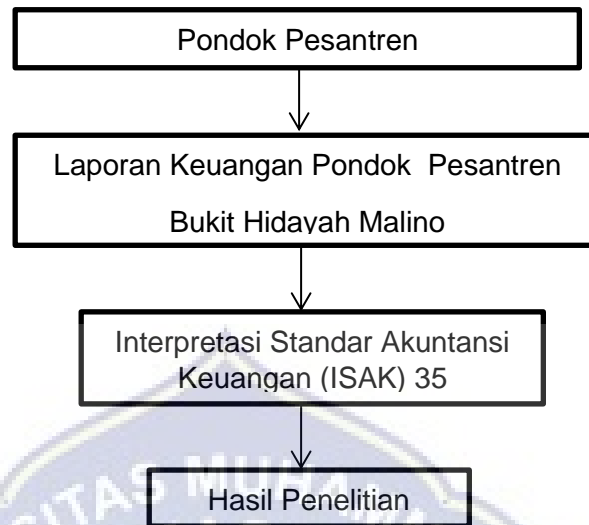 Pondok Pesantren
Laporan Keuangan Pondok Pesantren
Bukit Hidayah Malino
Interpretasi Standar Akuntansi
Keuangan (ISAK) 35
Hasil Penelitian